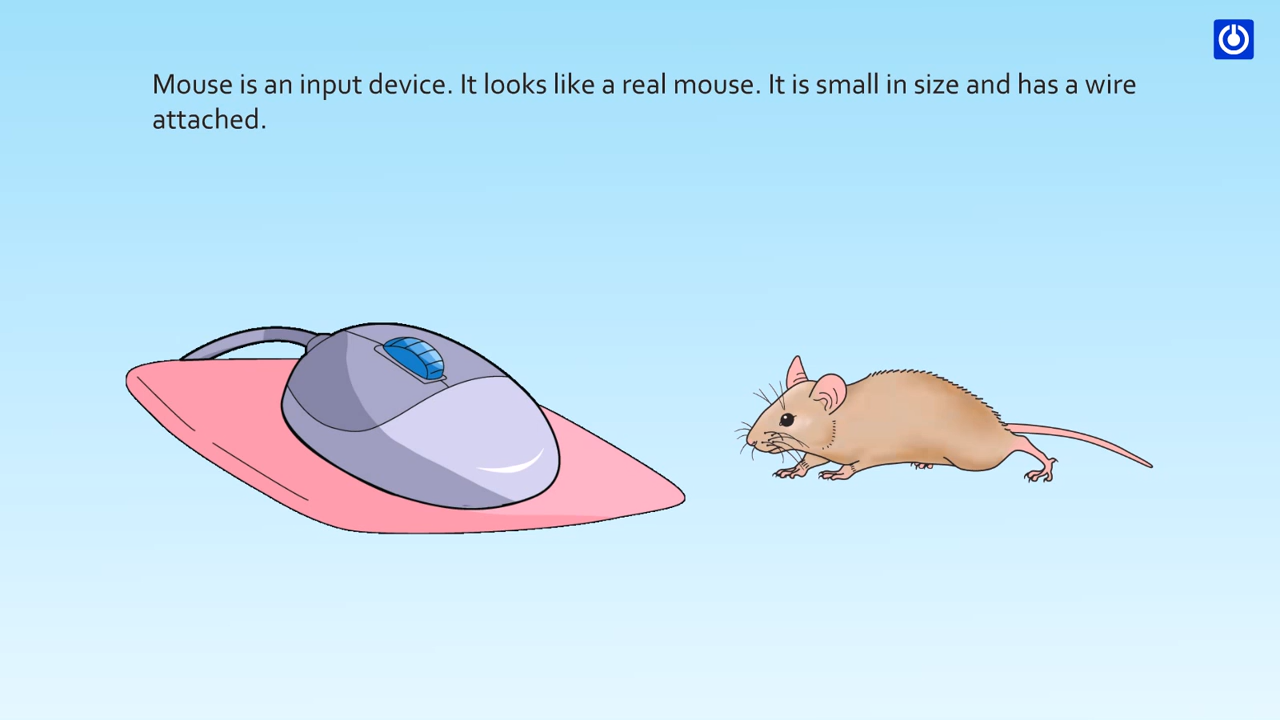 Mouse is an input device. It looks like a real mouse. It is small in size and has a wire
attached.